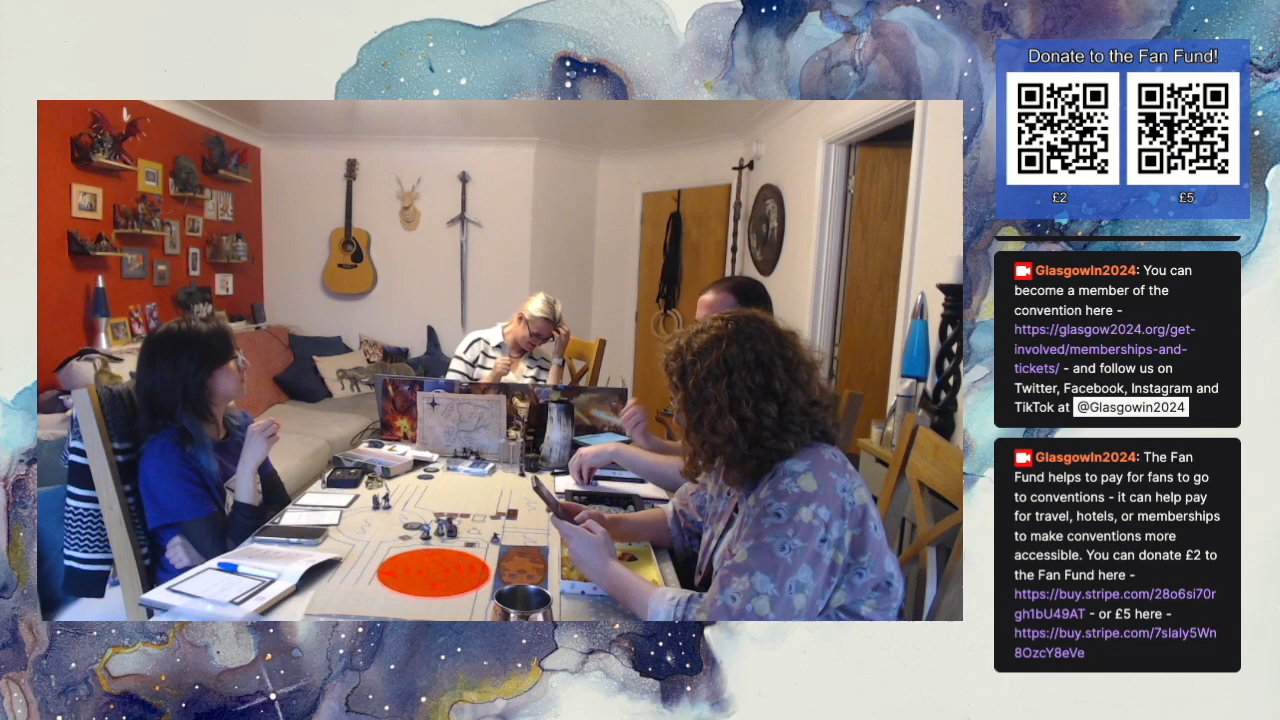 Donate to the Fan Fund!
£2 £5
GlasgowIn2024: You can
become a member of the
convention here -
https://glasgow2024.org/get-
involved/memberships-and-
tickets/ - and follow us on
Twitter, Facebook, Instagram and
TikTok at @Glasgowin2024
GlasgowIn2024: The Fan
Fund helps to pay for fans to go
to conventions - it can help pay
for travel, hotels, or memberships
to make conventions more
accessible. You can donate £2 to
the Fan Fund here -
https://buy.stripe.com/28o6si70r
gh1bU49AT - or £5 here -
https://buy.stripe.com/7sIaIy5Wn
8OzcY8eVe